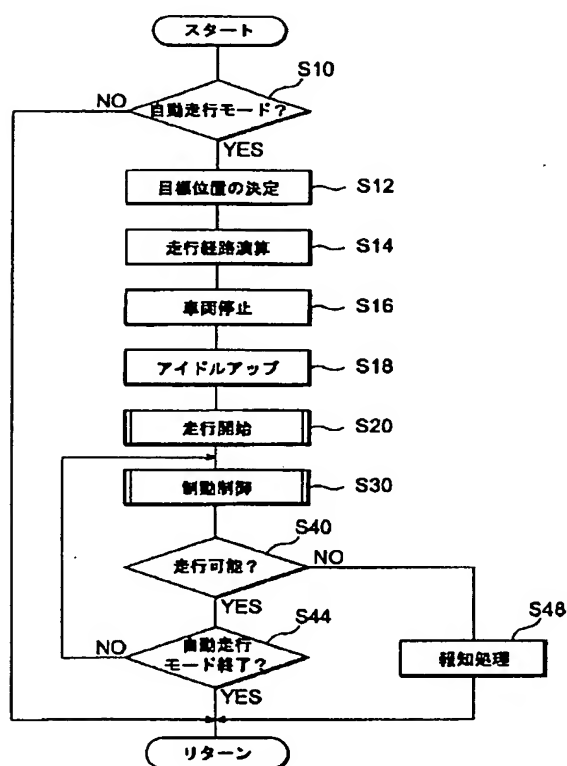 スタート
S10
NO
自動走行モード?
YES
目標位置の決定
S12
走行経路演算
S14
車両停止
S16
アイドルアップ
S18
走行開始
S20
制動制御
S30
S40
走行可能?
NO
YES
S44
S48
NO
自動走行
モード終了?
報知処理
YES
リターン